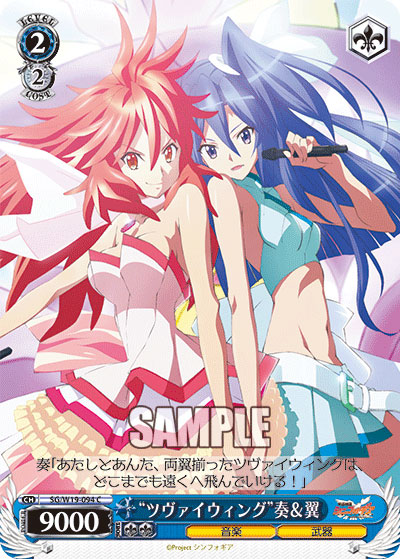 LEVEL
2
2
COST
SAMPLE
奏「あたしとあんた、両翼揃ったツヴァイウィングは、
どこまでも遠くへ飛んでいける！」
CH SG/W19-094 C
9000
“ツヴァイウィング”奏&翼
音楽 武器
©Project シンフォギア